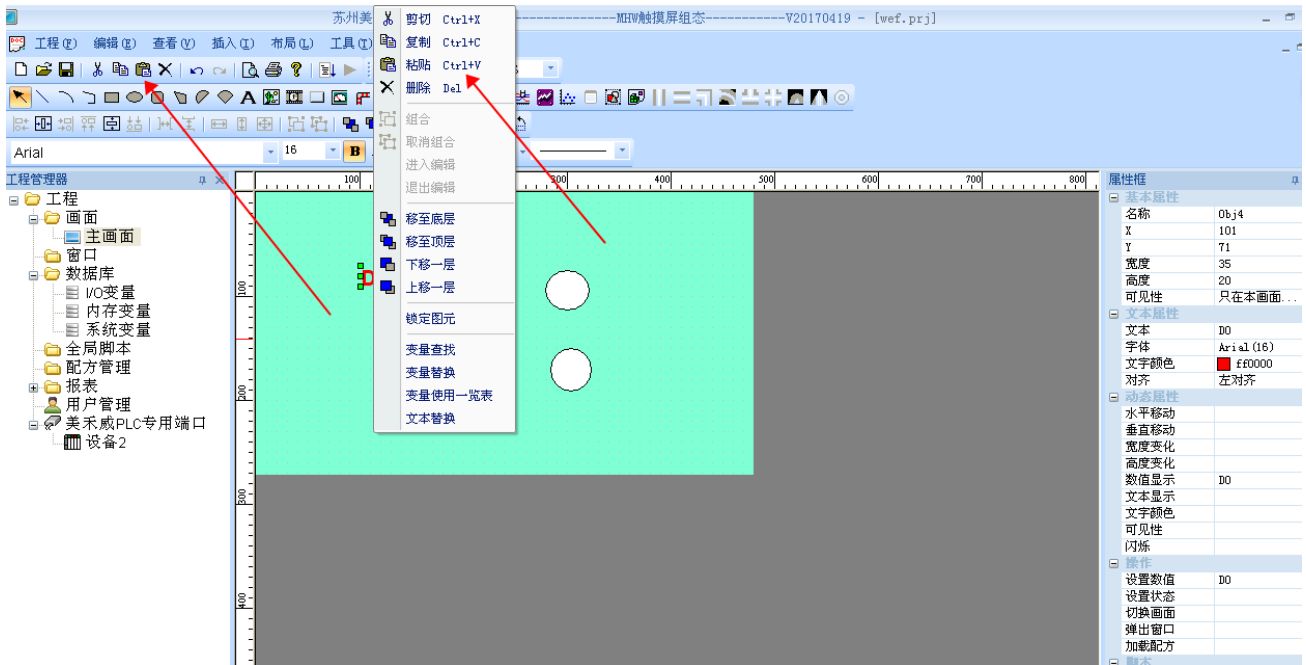 苏州美
-----------------MHW触摸屏组态------------V20170419 - [wef.prj]
工程(F) 编辑(E) 查看(V) 插入(I) 布局(L) 工具(T)
Arial 16 B
工程管理器
工程
画面
主画面
窗口
数据库
I/O变量
内存变量
系统变量
全局脚本
配方管理
报表
用户管理
美禾威PLC专用端口
设备2
剪切 Ctrl+X
复制 Ctrl+C
粘贴 Ctrl+V
删除 Del
组合
取消组合
进入编辑
退出编辑
移至底层
移至顶层
下移一层
上移一层
锁定图元
变量查找
变量替换
变量使用一览表
文本替换
100 300 400 500 600 700 800
100
200
300
400
D
属性框
基本属性
名称 Obj4
X 101
Y 71
宽度 35
高度 20
可见性 只在本画面...
文本属性
文本 D0
字体 Arial(16)
文字颜色 ff0000
对齐 左对齐
动态属性
水平移动
垂直移动
宽度变化
高度变化
数值显示 D0
文本显示
文字颜色
可见性
闪烁
操作
设置数值 D0
设置状态
切换画面
弹出窗口
加载配方
脚本